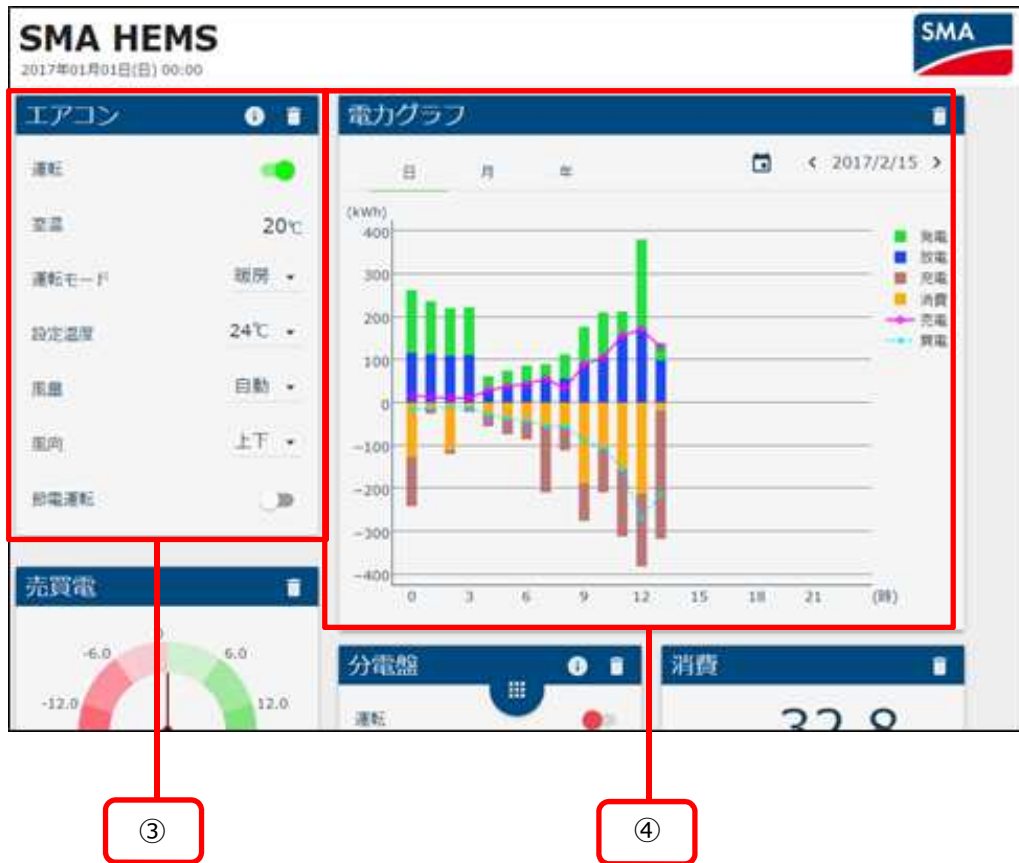 SMA HEMS
2017年01月01日(日) 00:00
SMA
エアコン
運転
室温
20℃
運転モード
暖房
設定温度
24℃
風量
自動
風向
上下
節電運転
電力グラフ
日 月 年
2017/2/15
(kWh)
400
300
200
100
0
-100
-200
-300
-400
0 3 6 9 12 15 18 21 (時)
発電
放電
充電
消費
売電
買電
売買電
0
-6.0 6.0
-12.0 12.0
分電盤
運転
消費
32.8
③
④